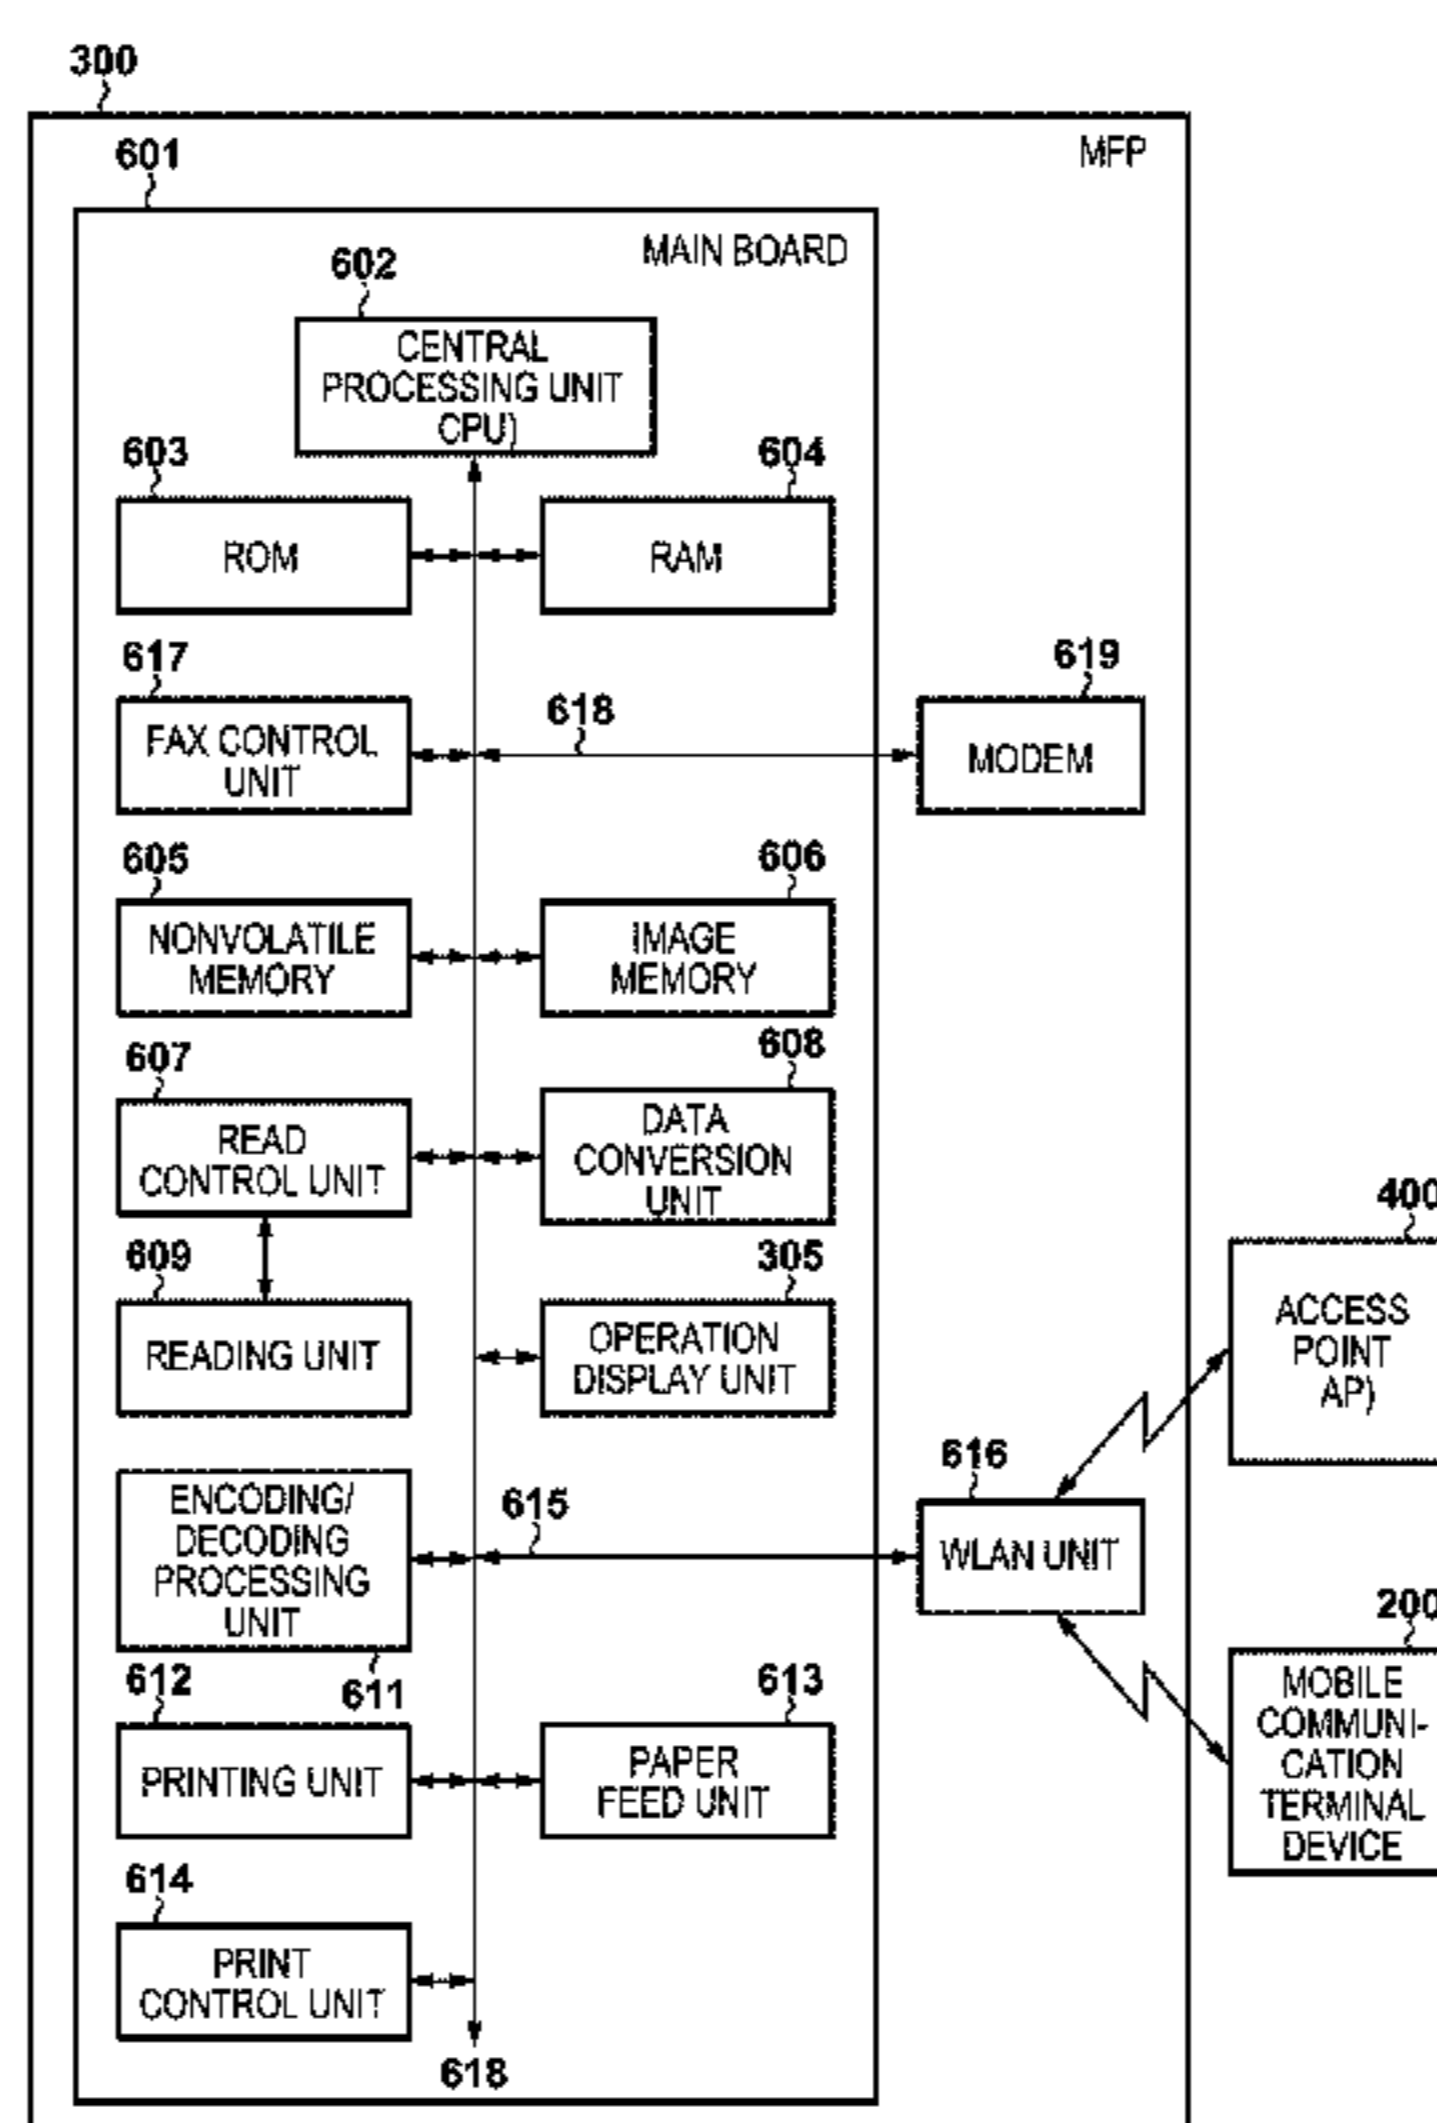 300
MFP
601
MAIN BOARD
602
CENTRAL
PROCESSING UNIT
CPU)
603
604
ROM
RAM
617
619
618
FAX CONTROL
UNIT
MODEM
605
606
NONVOLATILE
MEMORY
IMAGE
MEMORY
607
608
READ
CONTROL UNIT
DATA
CONVERSION
UNIT
400
609
305
READING UNIT
OPERATION
DISPLAY UNIT
ACCESS
POINT
AP)
616
615
ENCODING/
DECODING
PROCESSING
UNIT
WLAN UNIT
200
611
612
613
PRINTING UNIT
PAPER
FEED UNIT
MOBILE
COMMUNI-
CATION
TERMINAL
DEVICE
614
PRINT
CONTROL UNIT
618